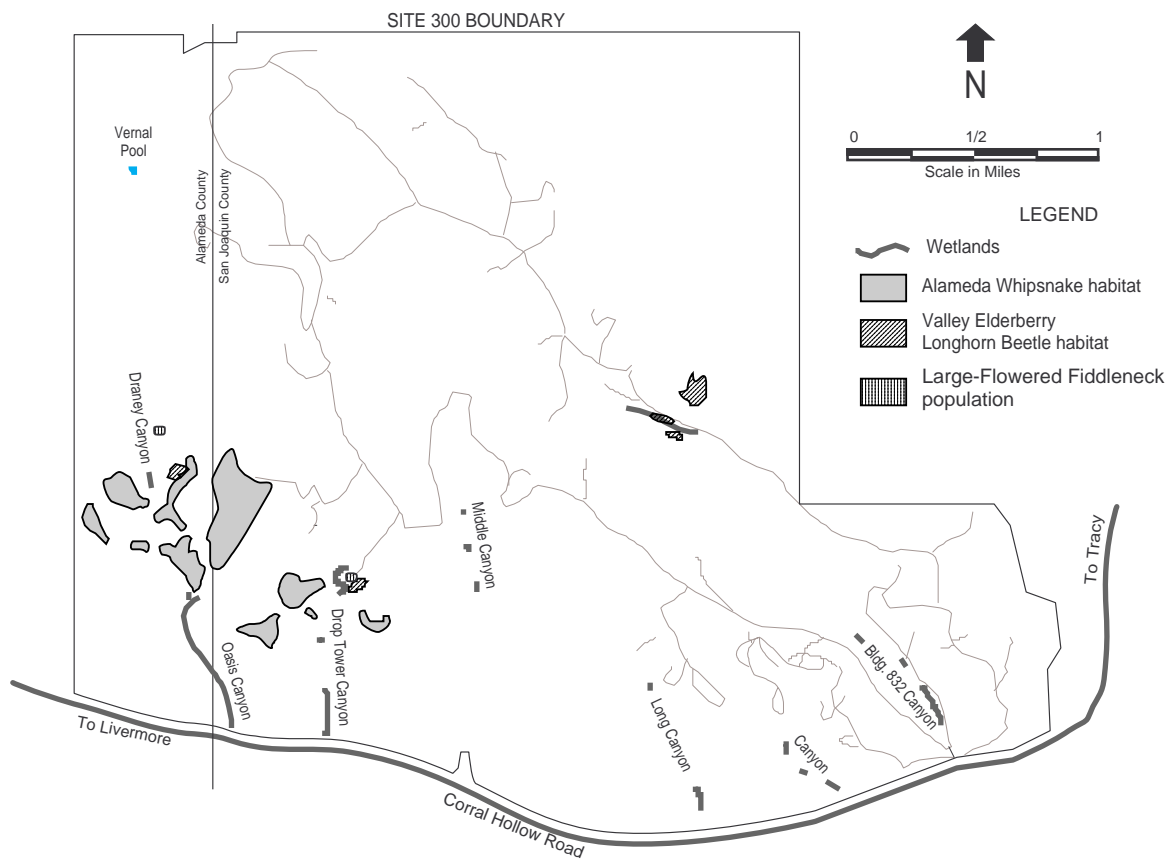 SITE 300 BOUNDARY
N
0 1/2 1
Scale in Miles
LEGEND
Wetlands
Alameda Whipsnake habitat
Valley Elderberry
Longhorn Beetle habitat
Large-Flowered Fiddleneck
population
Vernal
Pool
Alameda County
San Joaquin County
Draney Canyon
Middle Canyon
Drop Tower Canyon
Oasis Canyon
Long Canyon
Canyon
Bldg. 832 Canyon
To Tracy
To Livermore
Corral Hollow Road